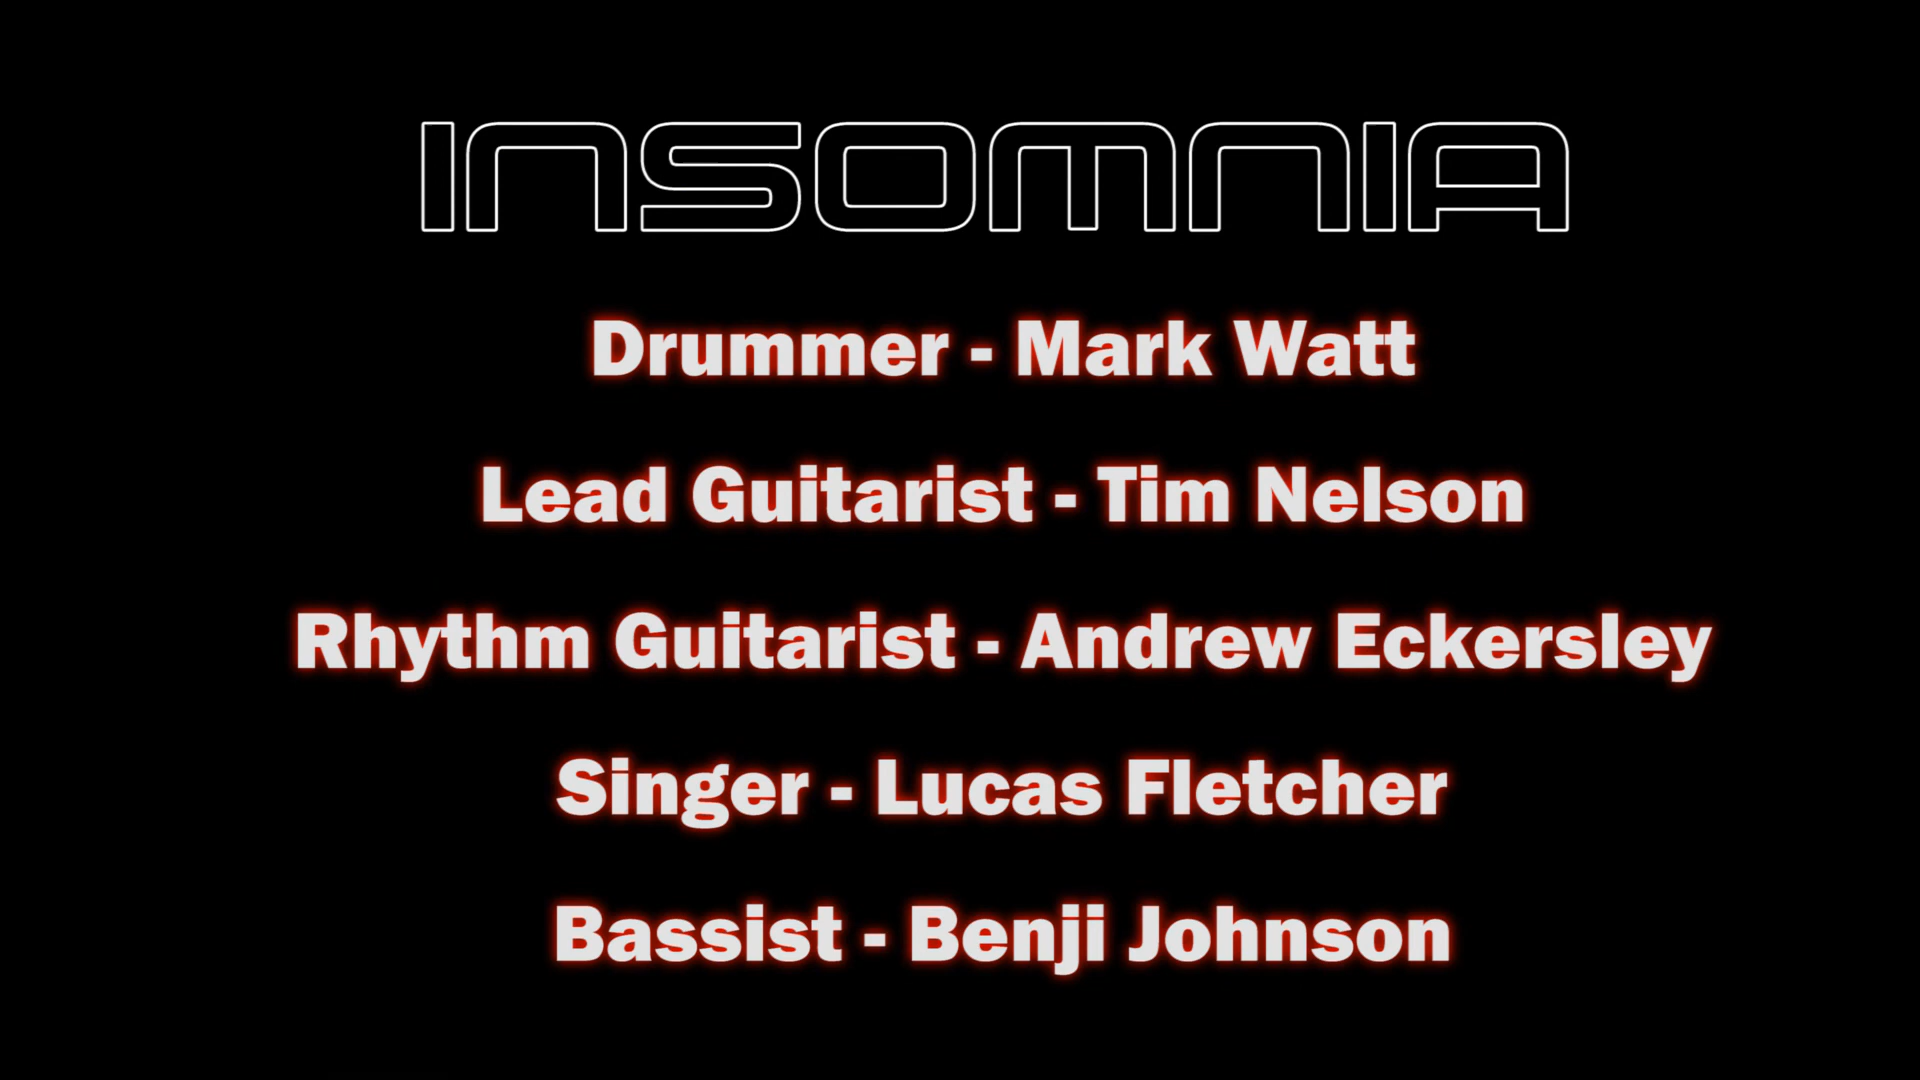 INSOMNIA
Drummer - Mark Watt
Lead Guitarist - Tim Nelson
Rhythm Guitarist - Andrew Eckersley
Singer - Lucas Fletcher
Bassist - Benji Johnson